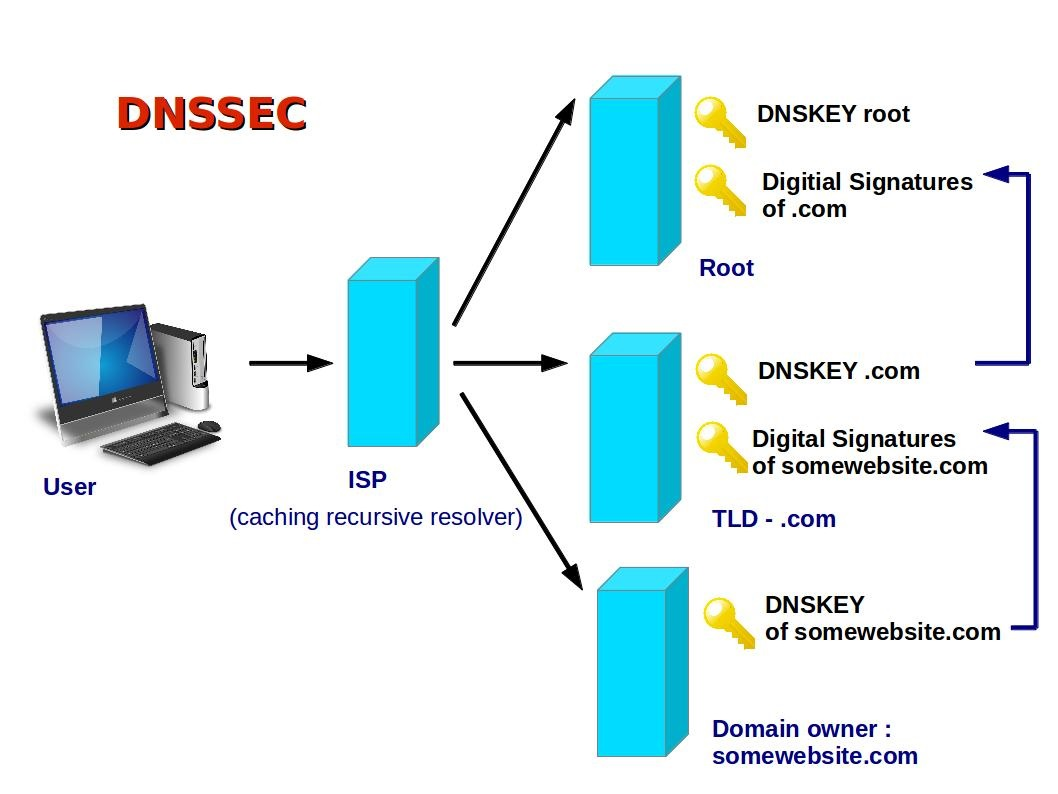 DNSSEC
DNSKEY root
Digitial Signatures
of .com
Root
DNSKEY .com
Digital Signatures
of somewebsite.com
User
ISP
(caching recursive resolver)
TLD - .com
DNSKEY
of somewebsite.com
Domain owner :
somewebsite.com